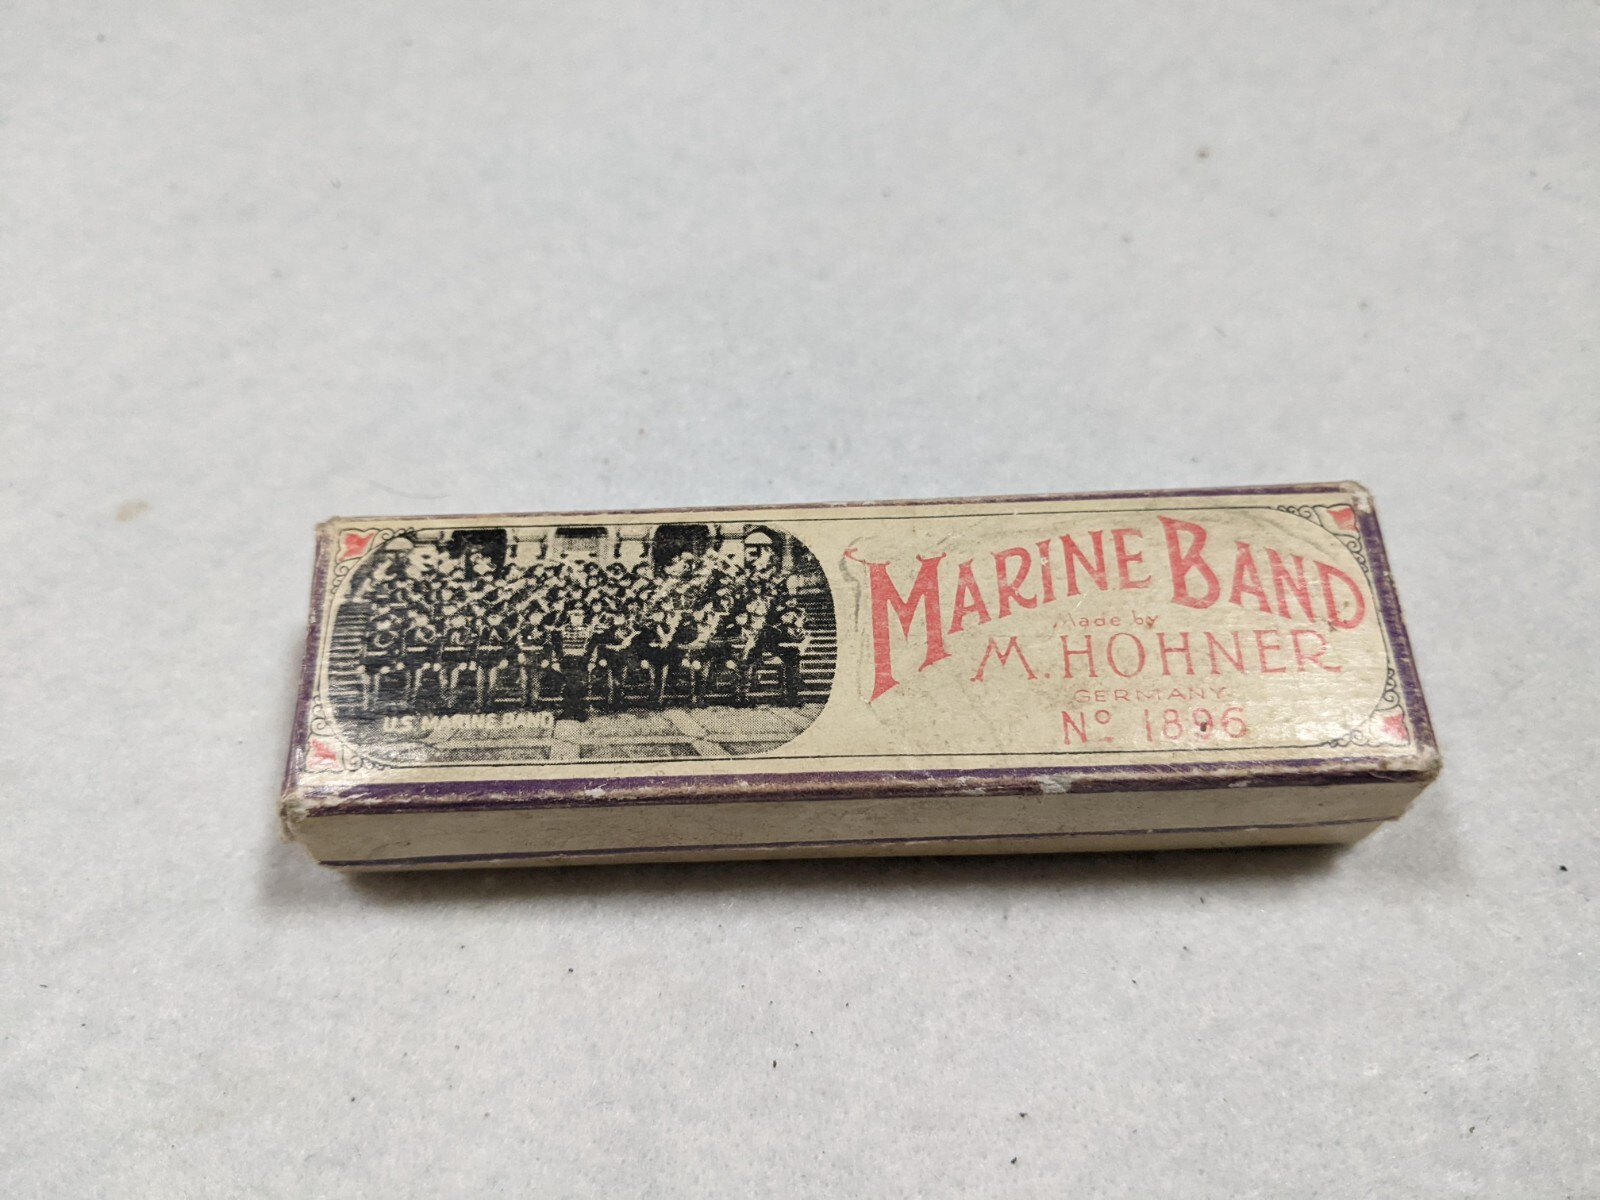 U.S. MARINE BAND
MARINE BAND
Made by
M. HOHNER
GERMANY
Nº 1896